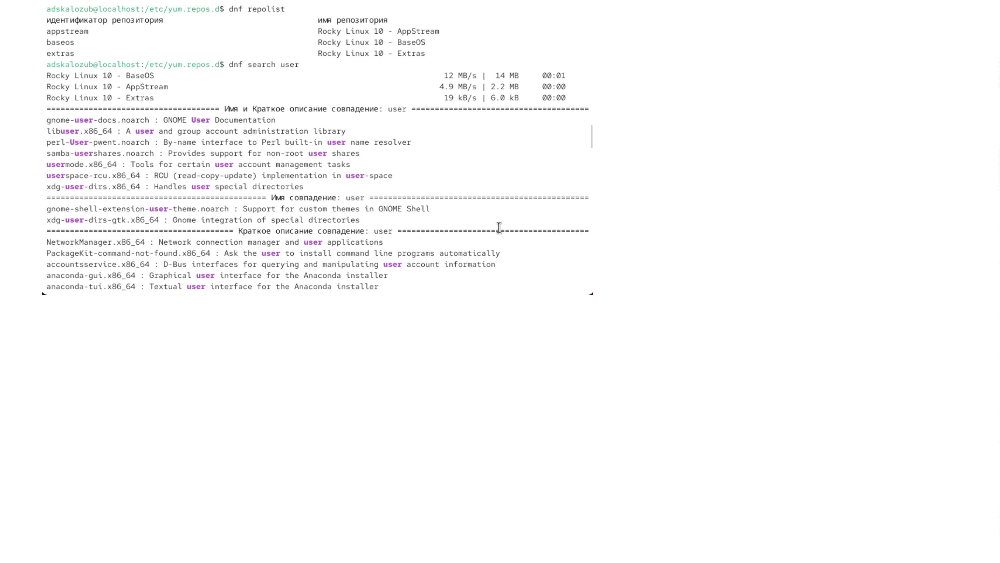 adskalozub@localhost:/etc/yum.repos.d$ dnf repolist
идентификатор репозитория имя репозитория
appstream Rocky Linux 10 - AppStream
baseos Rocky Linux 10 - BaseOS
extras Rocky Linux 10 - Extras
adskalozub@localhost:/etc/yum.repos.d$ dnf search user
Rocky Linux 10 - BaseOS 12 MB/s | 14 MB 00:01
Rocky Linux 10 - AppStream 4.9 MB/s | 2.2 MB 00:00
Rocky Linux 10 - Extras 19 kB/s | 6.0 kB 00:00
===================================== Имя и Краткое описание совпадение: user ======================================
gnome-user-docs.noarch : GNOME User Documentation
libuser.x86_64 : A user and group account administration library
perl-User-pwent.noarch : By-name interface to Perl built-in user name resolver
samba-usershares.noarch : Provides support for non-root user shares
usermode.x86_64 : Tools for certain user account management tasks
userspace-rcu.x86_64 : RCU (read-copy-update) implementation in user-space
xdg-user-dirs.x86_64 : Handles user special directories
=============================================== Имя совпадение: user ===============================================
gnome-shell-extension-user-theme.noarch : Support for custom themes in GNOME Shell
xdg-user-dirs-gtk.x86_64 : Gnome integration of special directories
======================================== Краткое описание совпадение: user =========================================
NetworkManager.x86_64 : Network connection manager and user applications
PackageKit-command-not-found.x86_64 : Ask the user to install command line programs automatically
accountsservice.x86_64 : D-Bus interfaces for querying and manipulating user account information
anaconda-gui.x86_64 : Graphical user interface for the Anaconda installer
anaconda-tui.x86_64 : Textual user interface for the Anaconda installer